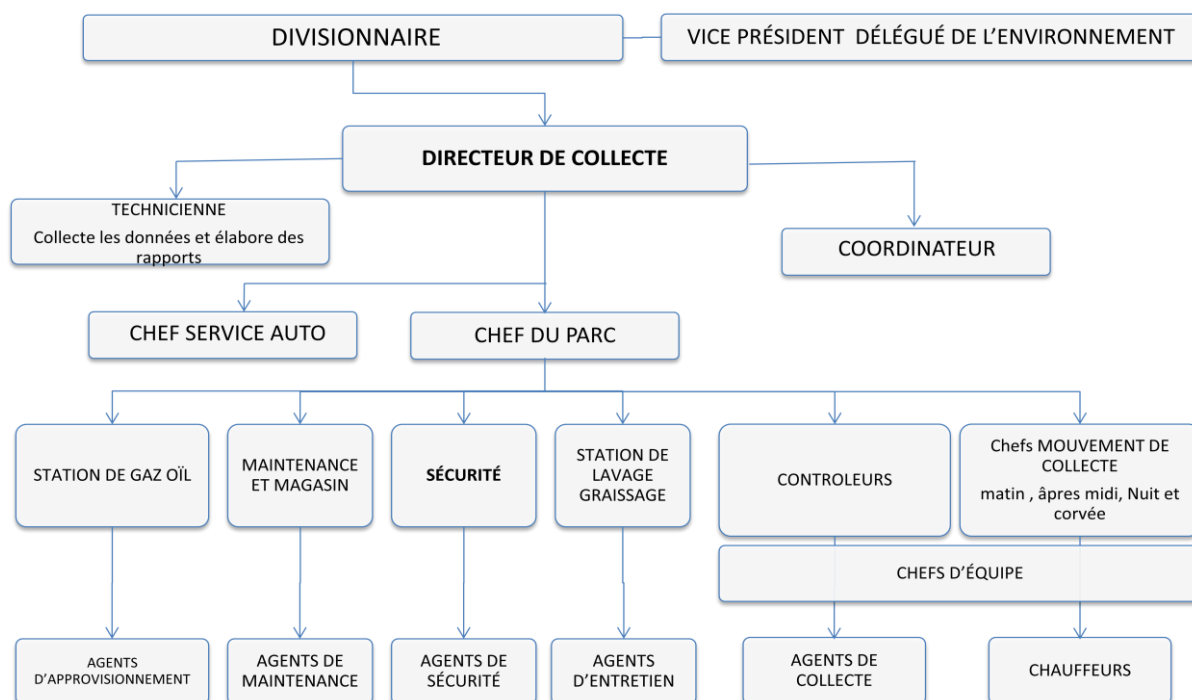 DIVISIONNAIRE
VICE PRÉSIDENT DÉLÉGUÉ DE L’ENVIRONNEMENT
DIRECTEUR DE COLLECTE
TECHNICIENNE
Collecte les données et élabore des
rapports
COORDINATEUR
CHEF SERVICE AUTO
CHEF DU PARC
STATION DE GAZ OÏL
MAINTENANCE
ET MAGASIN
SÉCURITÉ
STATION DE
LAVAGE
GRAISSAGE
CONTROLEURS
Chefs MOUVEMENT DE
COLLECTE
matin , âpres midi, Nuit et
corvée
CHEFS D’ÉQUIPE
AGENTS
D’APPROVISIONNEMENT
AGENTS DE
MAINTENANCE
AGENTS DE
SÉCURITÉ
AGENTS
D’ENTRETIEN
AGENTS DE
COLLECTE
CHAUFFEURS